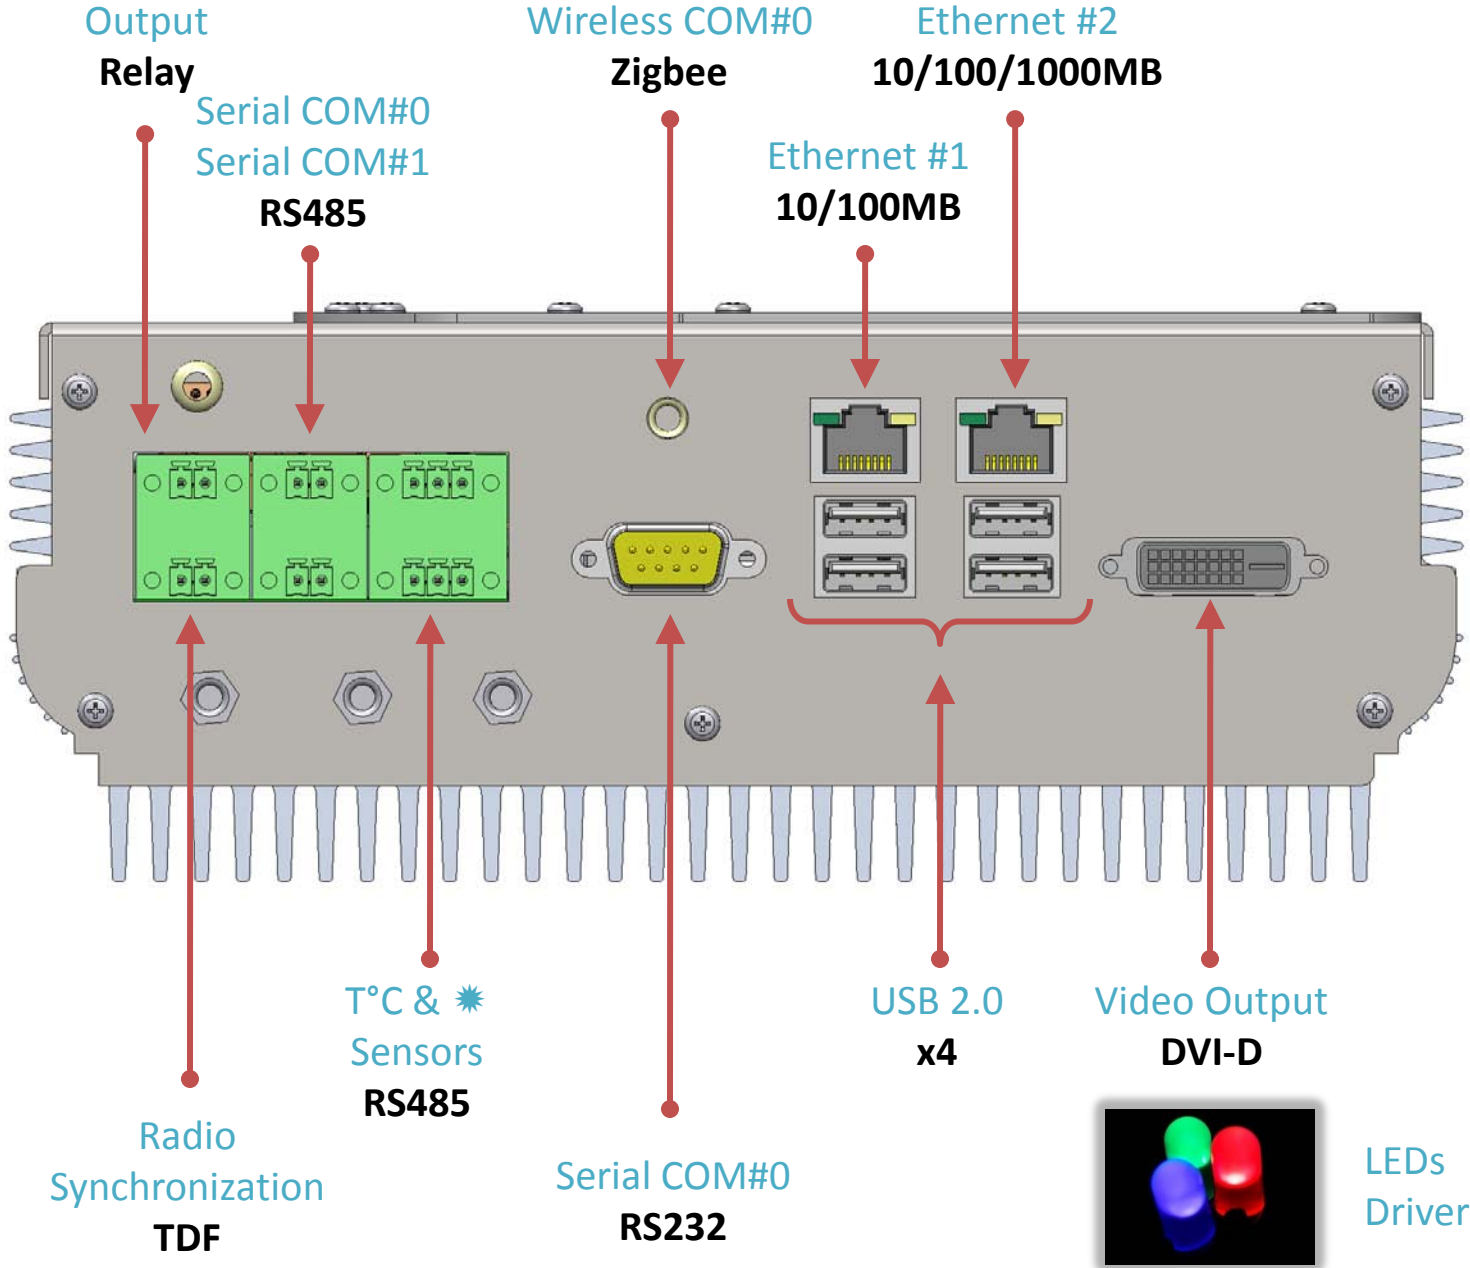 Output
Relay
Serial COM#0
Serial COM#1
RS485
Wireless COM#0
Zigbee
Ethernet #1
10/100MB
Ethernet #2
10/100/1000MB
Radio
Synchronization
TDF
T°C & ✹
Sensors
RS485
Serial COM#0
RS232
USB 2.0
x4
Video Output
DVI-D
LEDs
Driver